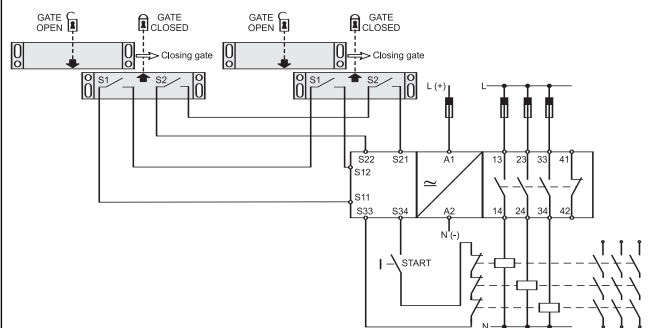 GATE OPEN
GATE CLOSED
GATE OPEN
GATE CLOSED
Closing gate
Closing gate
S1 S2
S1 S2
L (+)
L
S22 S21 A1 13 23 33 41
S12
S11
≃
S33 S34 A2 14 24 34 42
N (-)
START
N